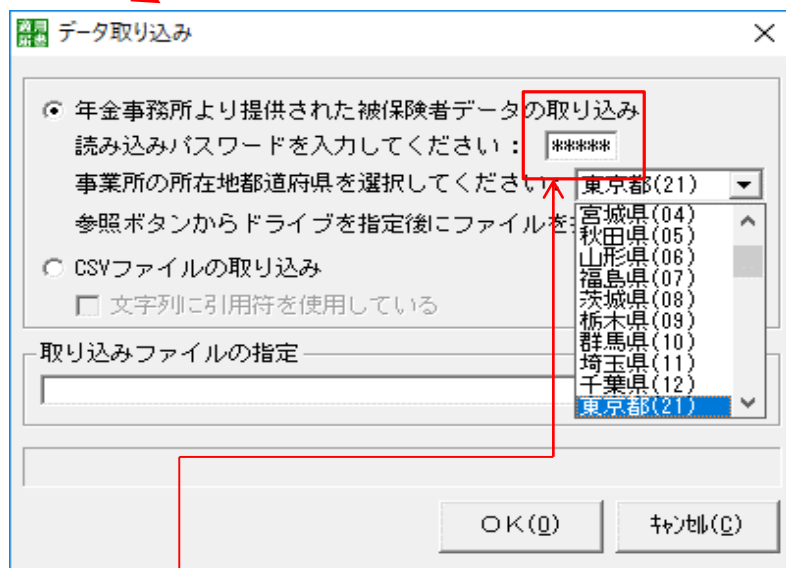 データ取り込み
年金事務所より提供された被保険者データの取り込み
読み込みパスワードを入力してください： *****
事業所の所在地都道府県を選択してください 東京都(21)
参照ボタンからドライブを指定後にファイルを
宮城県(04)
秋田県(05)
山形県(06)
福島県(07)
茨城県(08)
栃木県(09)
群馬県(10)
埼玉県(11)
千葉県(12)
東京都(21)
CSVファイルの取り込み
文字列に引用符を使用している
取り込みファイルの指定
ＯＫ(O)
ｷｬﾝｾﾙ(C)